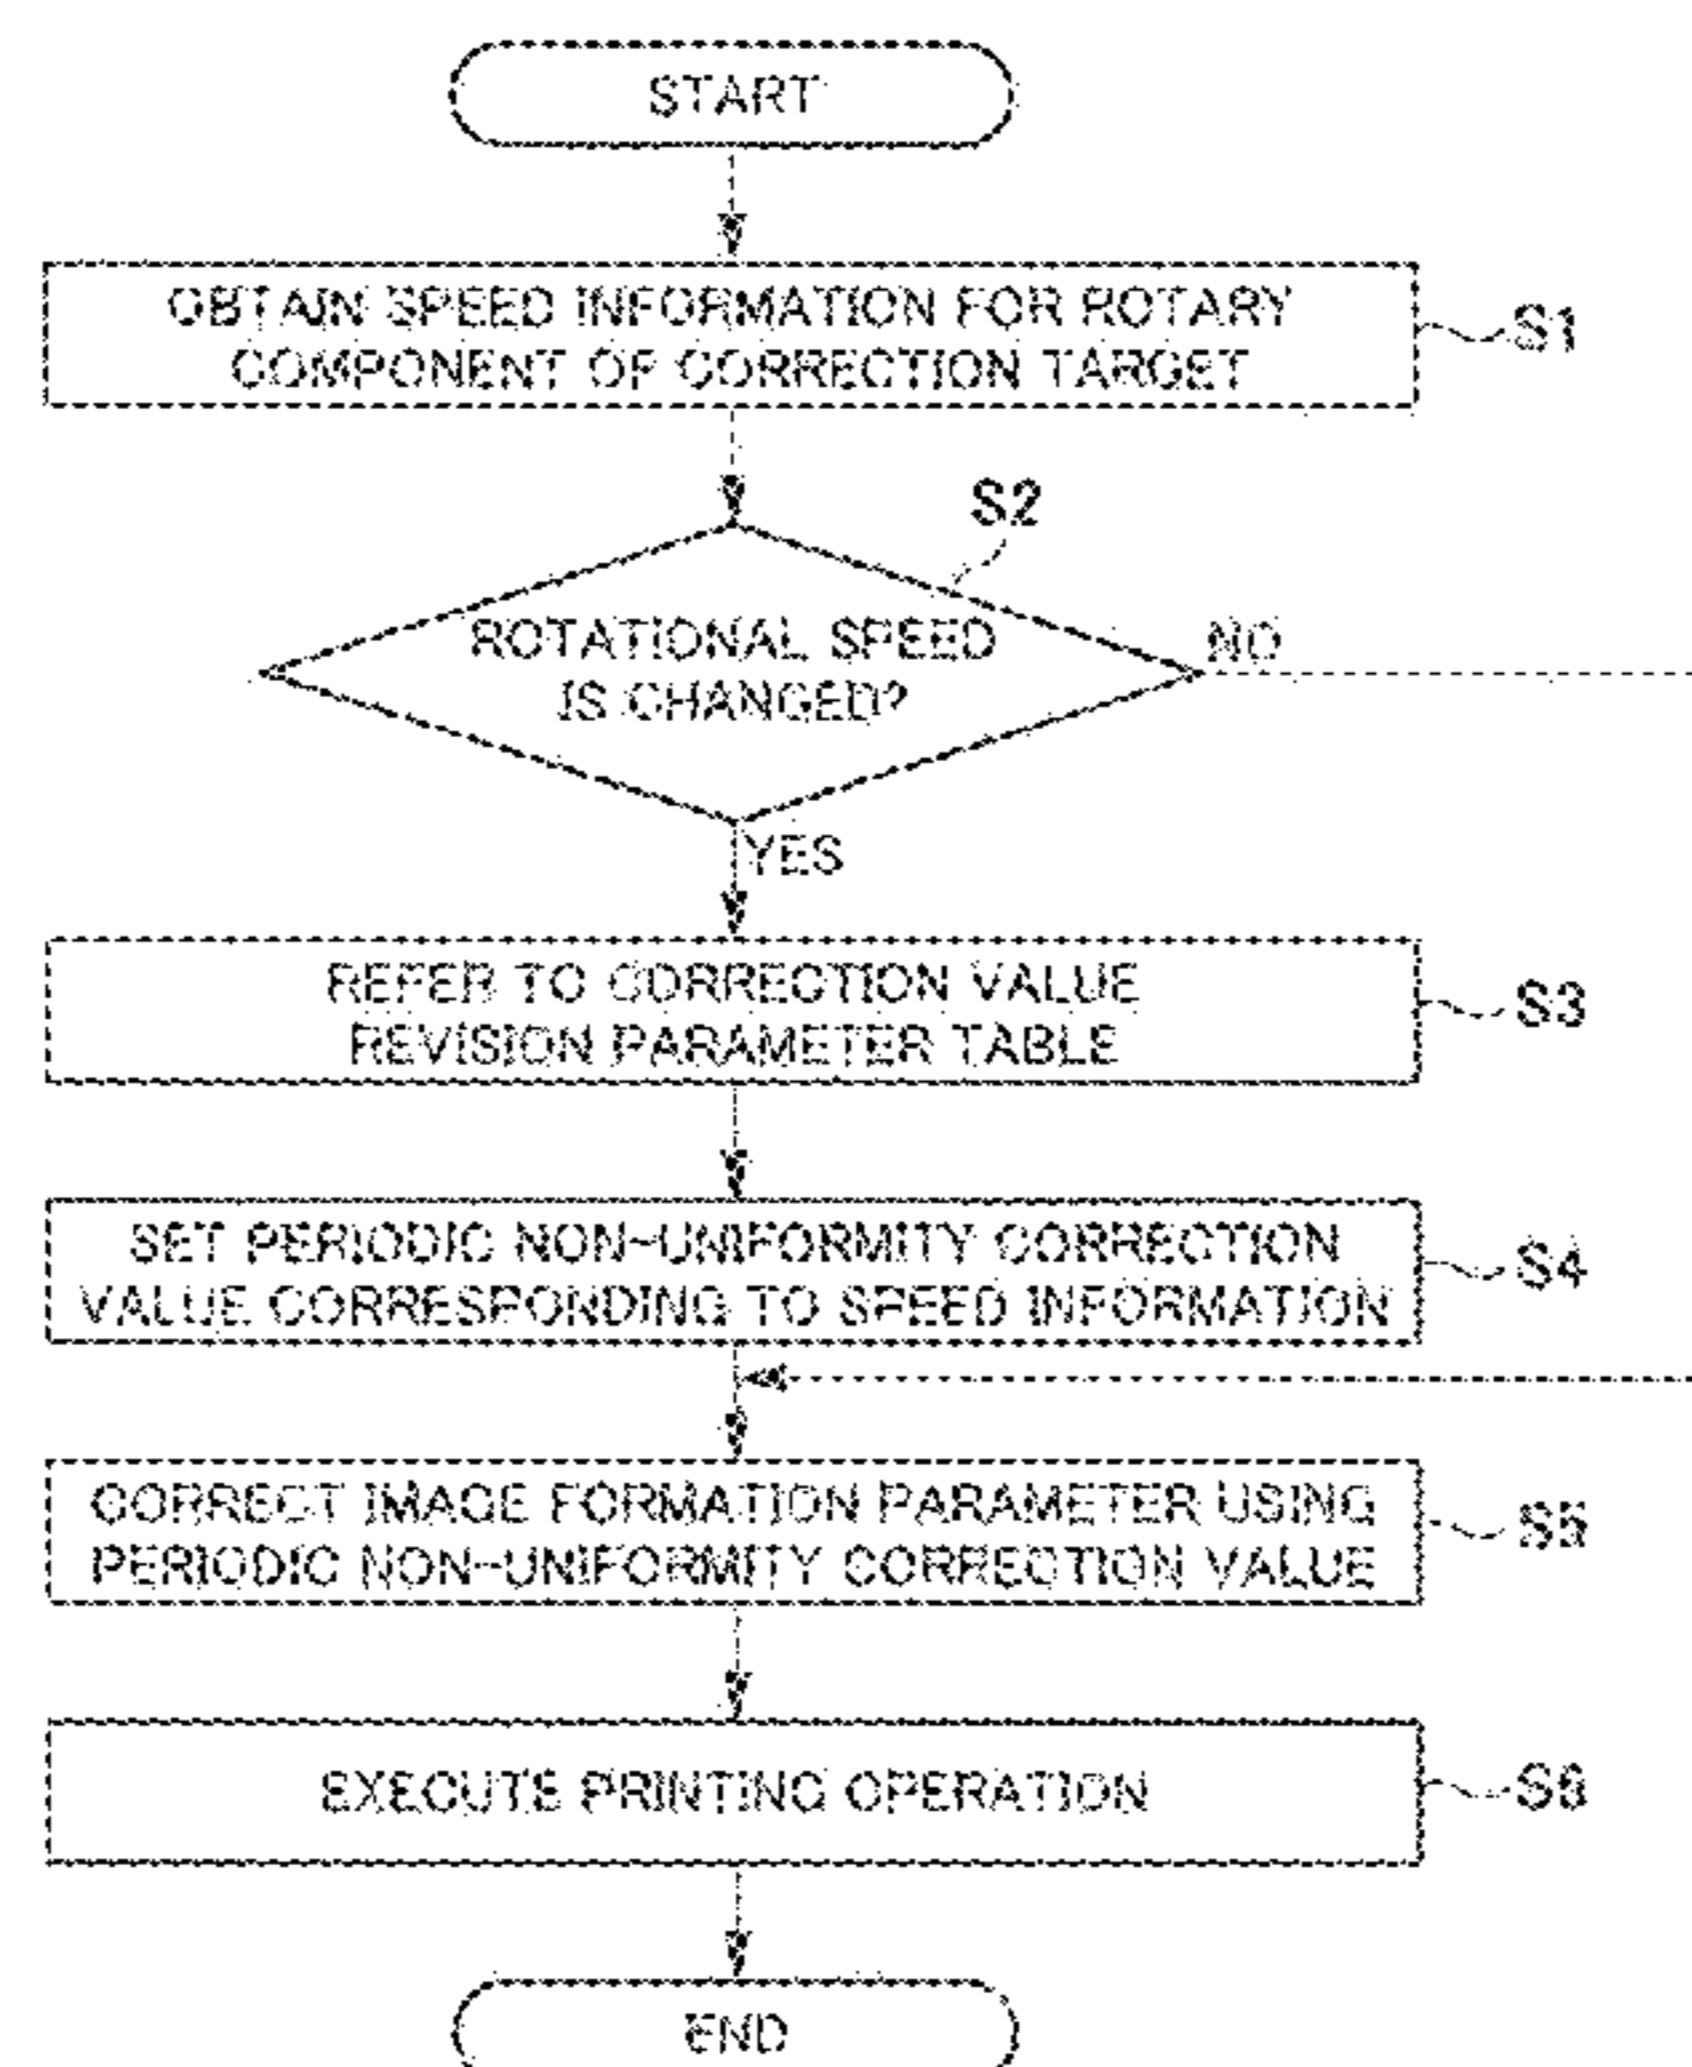 START
OBTAIN SPEED INFORMATION FOR ROTARY
COMPONENT OF CORRECTION TARGET
S1
S2
ROTATIONAL SPEED
IS CHANGED?
NO
YES
REFER TO CORRECTION VALUE
REVISION PARAMETER TABLE
S3
SET PERIODIC NON-UNIFORMITY CORRECTION
VALUE CORRESPONDING TO SPEED INFORMATION
S4
CORRECT IMAGE FORMATION PARAMETER USING
PERIODIC NON-UNIFORMITY CORRECTION VALUE
S5
EXECUTE PRINTING OPERATION
S6
END